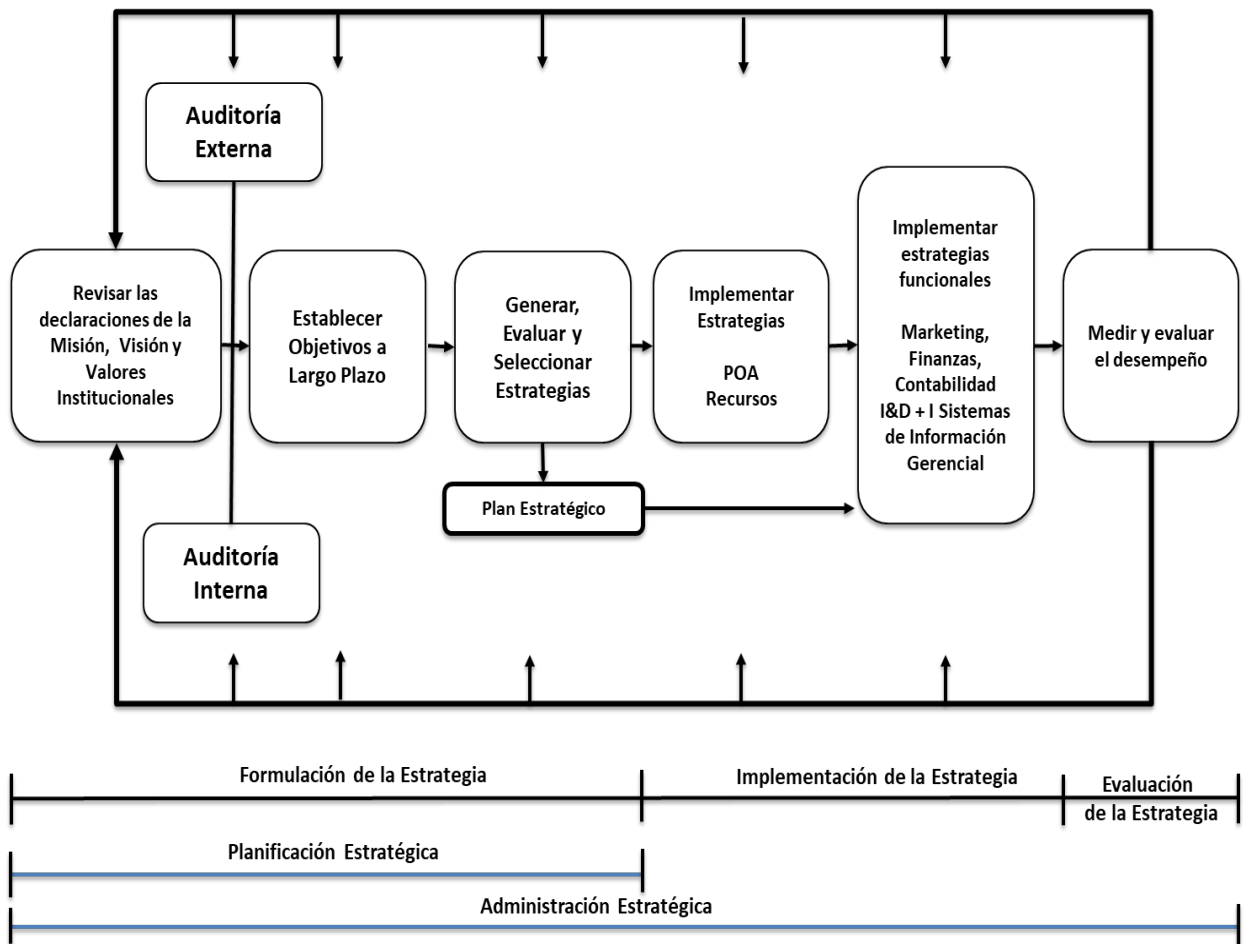 Auditoría
Externa
Revisar las
declaraciones de la
Misión, Visión y
Valores
Institucionales
Establecer
Objetivos a
Largo Plazo
Generar,
Evaluar y
Seleccionar
Estrategias
Implementar
Estrategias
POA
Recursos
Implementar
estrategias
funcionales
Marketing,
Finanzas,
Contabilidad
I&D + I Sistemas
de Información
Gerencial
Medir y evaluar
el desempeño
Plan Estratégico
Auditoría
Interna
Formulación de la Estrategia
Implementación de la Estrategia
Evaluación
de la Estrategia
Planificación Estratégica
Administración Estratégica